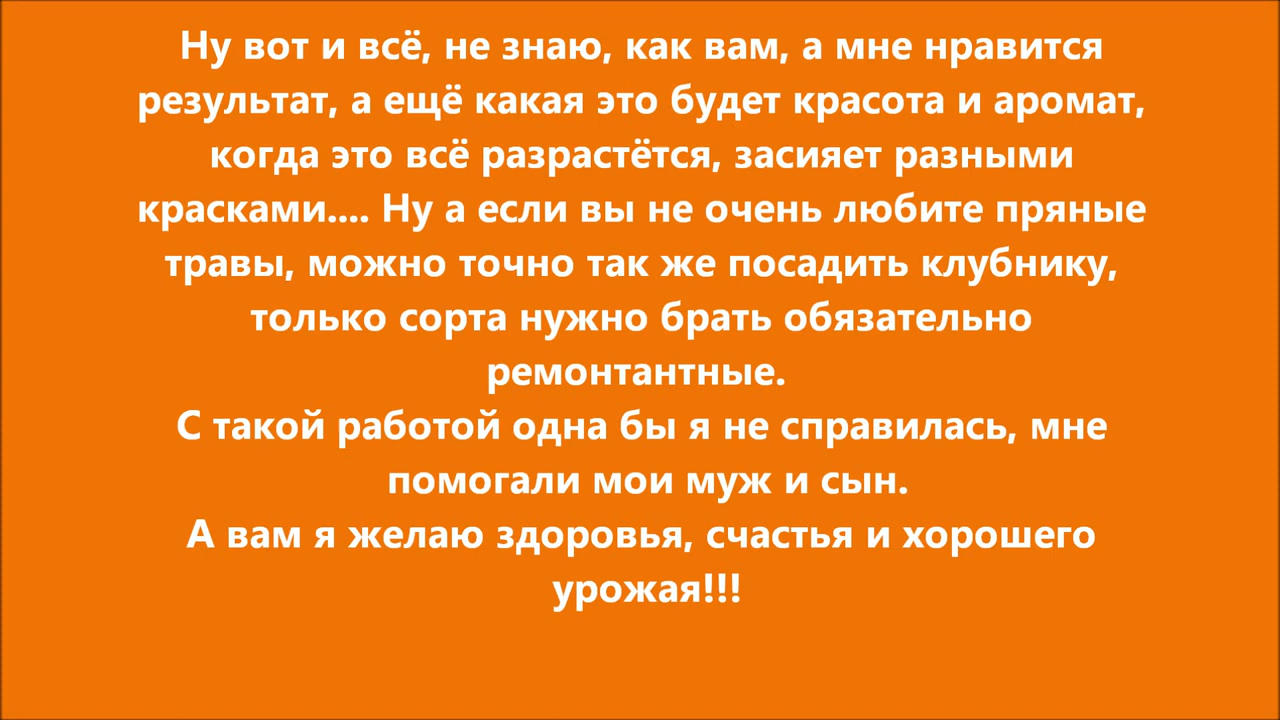 Ну вот и всё, не знаю, как вам, а мне нравится
результат, а ещё какая это будет красота и аромат,
когда это всё разрастётся, засияет разными
красками.... Ну а если вы не очень любите пряные
травы, можно точно так же посадить клубнику,
только сорта нужно брать обязательно
ремонтантные.
С такой работой одна бы я не справилась, мне
помогали мои муж и сын.
А вам я желаю здоровья, счастья и хорошего
урожая!!!